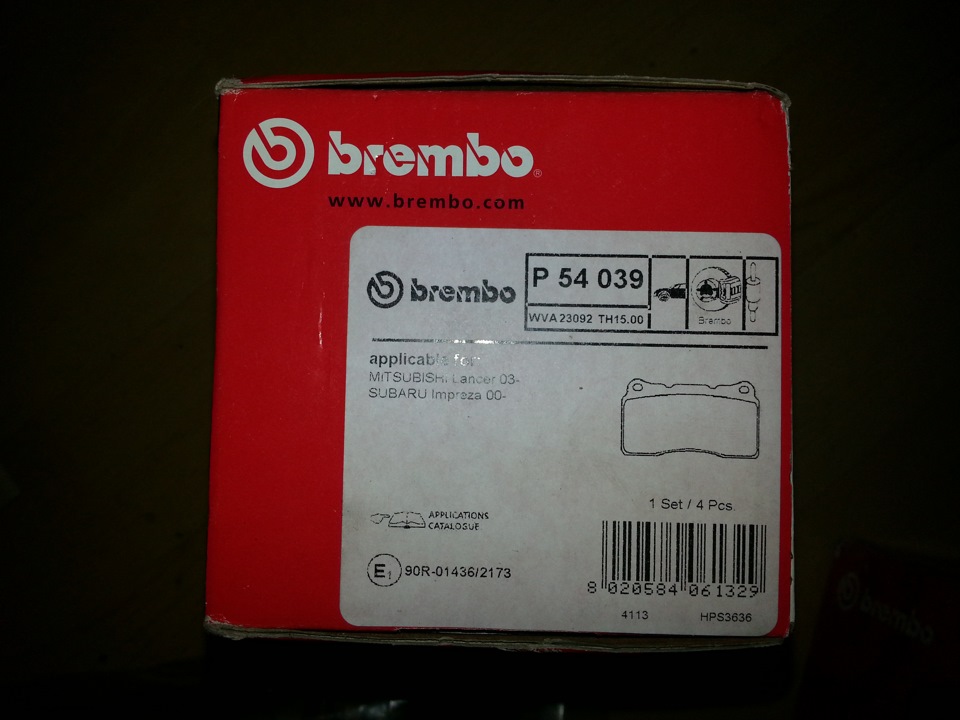 brembo®
www.brembo.com
brembo
P 54 039
WVA 23092 TH15.00
Brembo
applicable for
MITSUBISHI Lancer 03-
SUBARU Impreza 00-
1 Set / 4 Pcs.
APPLICATIONS
CATALOGUE
E1 90R-01436/2173
8 020584 061329
4113 HPS3636
brembo